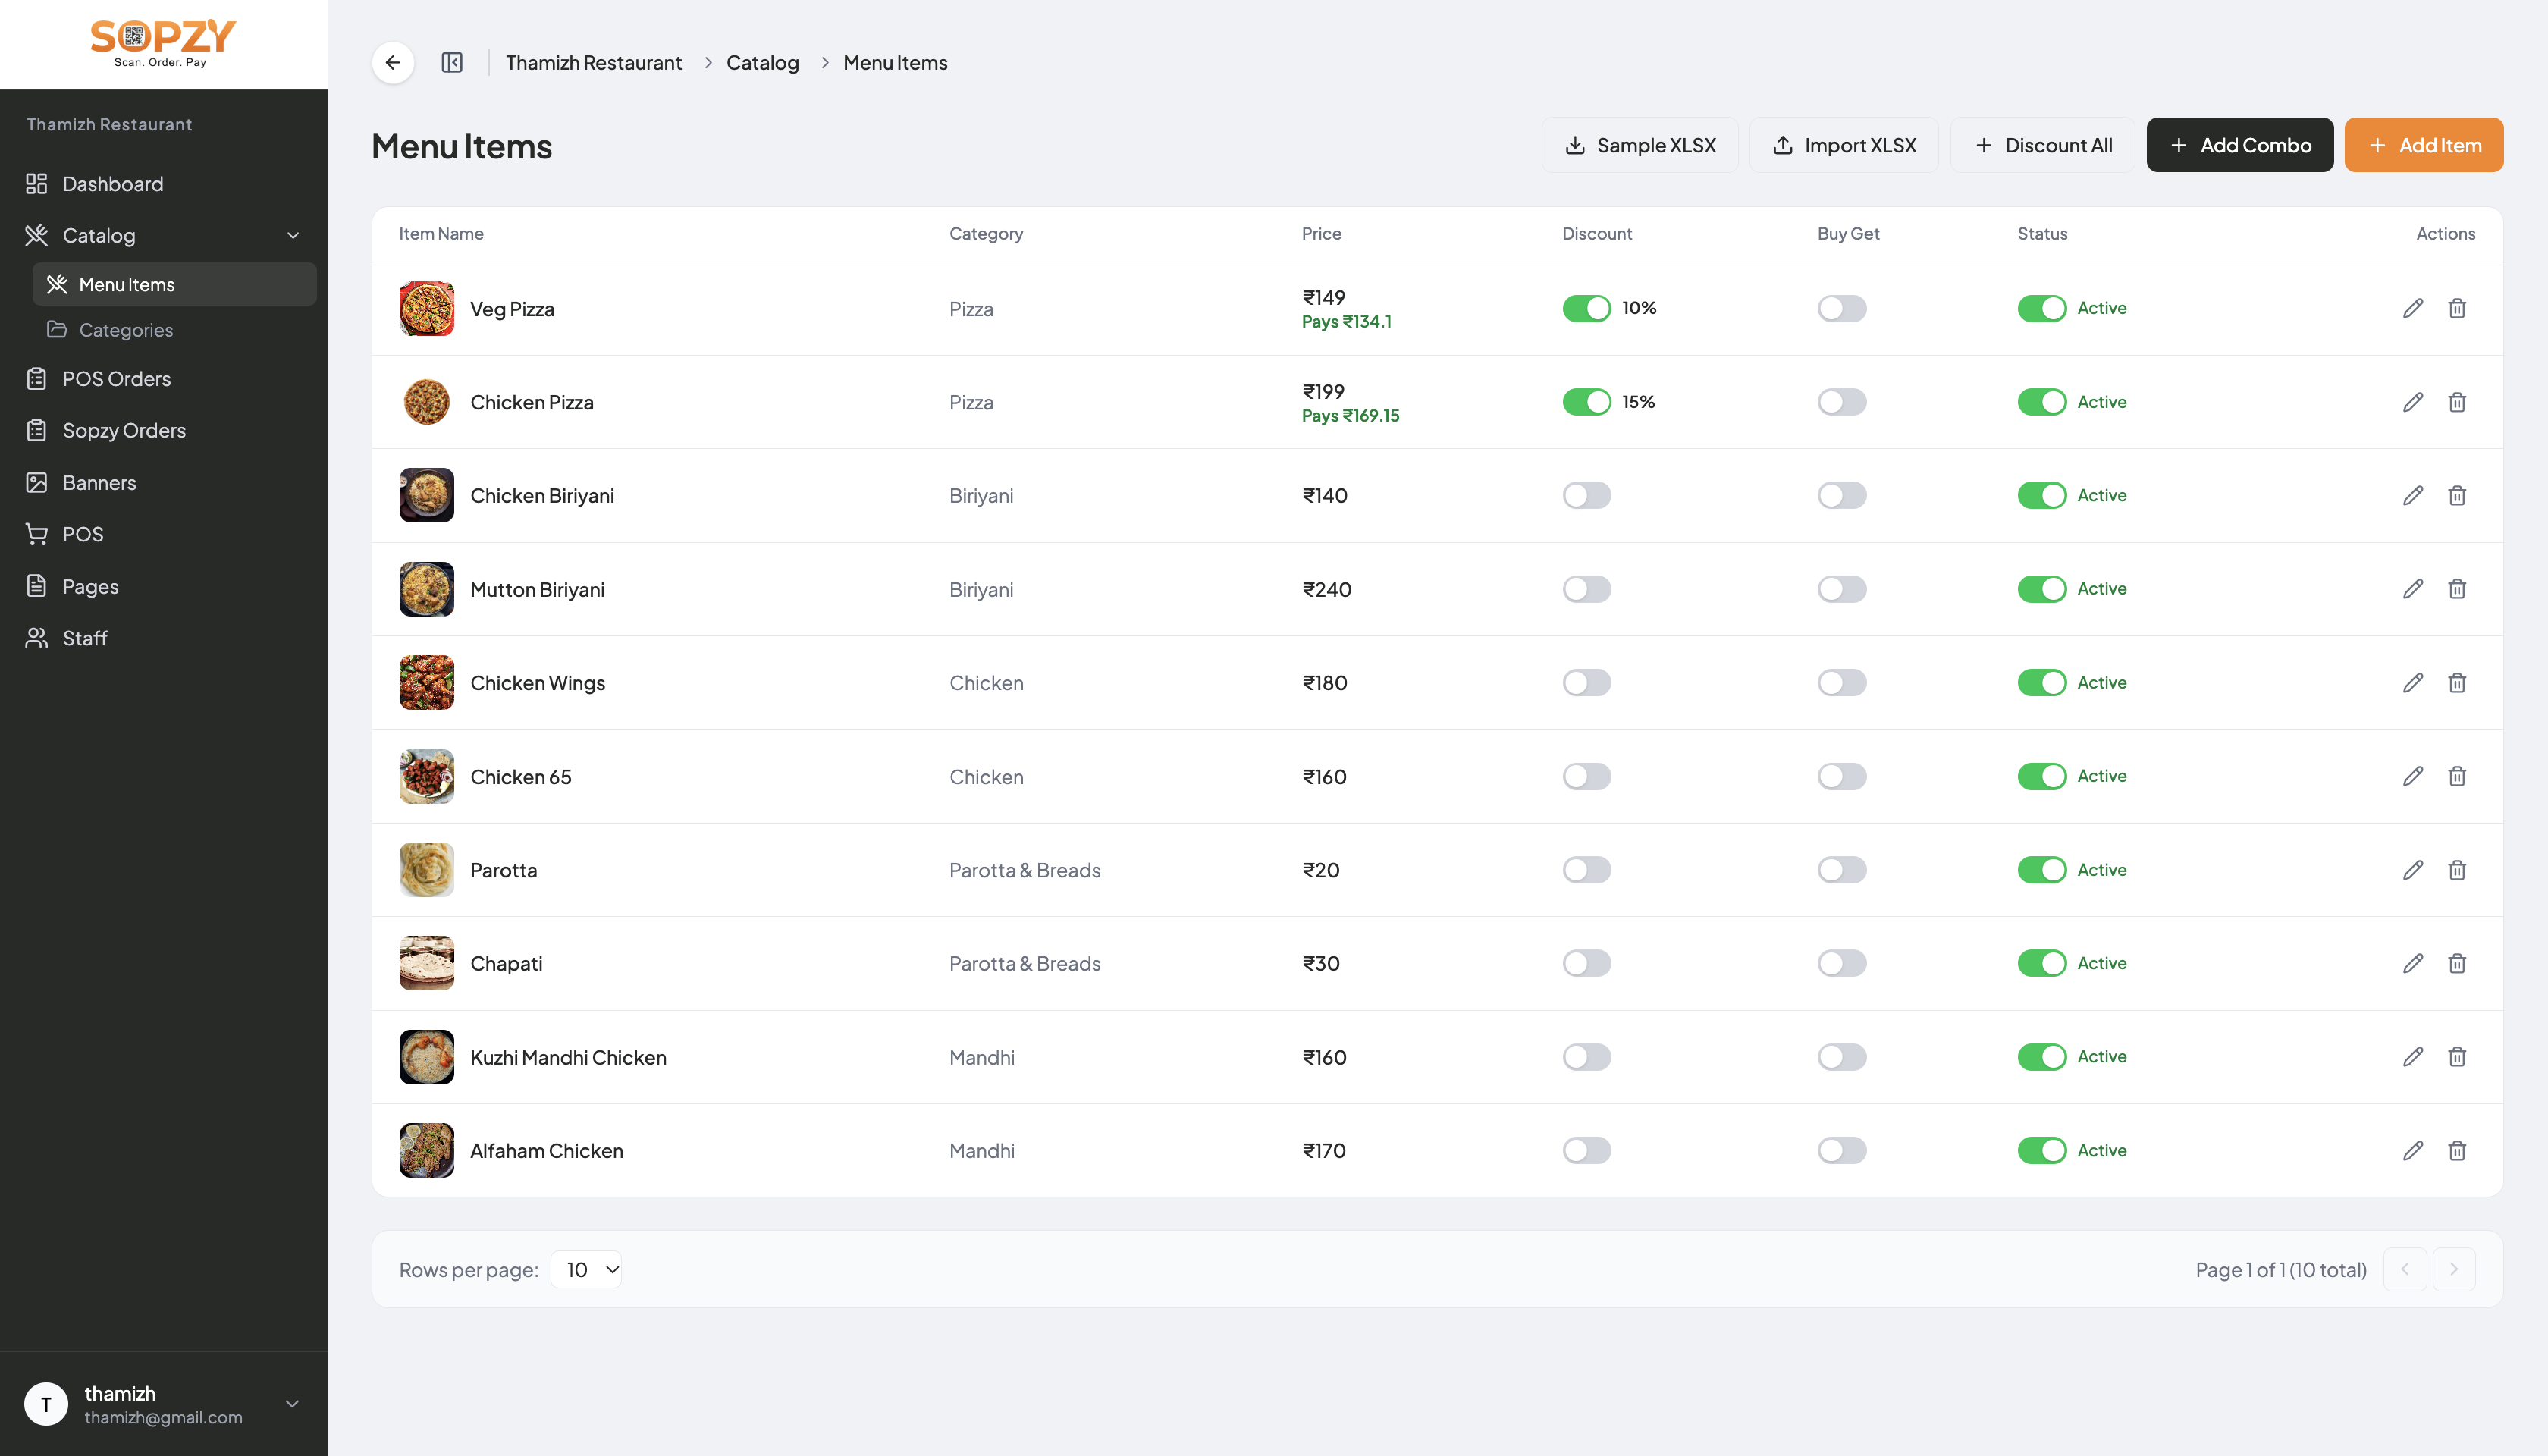 SOPZY
Scan. Order. Pay
Thamizh Restaurant
Dashboard
Catalog
Menu Items
Categories
POS Orders
Sopzy Orders
Banners
POS
Pages
Staff
T
thamizh
thamizh@gmail.com
Thamizh Restaurant > Catalog > Menu Items
Menu Items
Sample XLSX
Import XLSX
+ Discount All
+ Add Combo
+ Add Item
Item Name Category Price Discount Buy Get Status Actions
Veg Pizza Pizza ₹149 10% Active
Pays ₹134.1
Chicken Pizza Pizza ₹199 15% Active
Pays ₹169.15
Chicken Biriyani Biriyani ₹140 Active
Mutton Biriyani Biriyani ₹240 Active
Chicken Wings Chicken ₹180 Active
Chicken 65 Chicken ₹160 Active
Parotta Parotta & Breads ₹20 Active
Chapati Parotta & Breads ₹30 Active
Kuzhi Mandhi Chicken Mandhi ₹160 Active
Alfaham Chicken Mandhi ₹170 Active
Rows per page: 10
Page 1 of 1 (10 total)